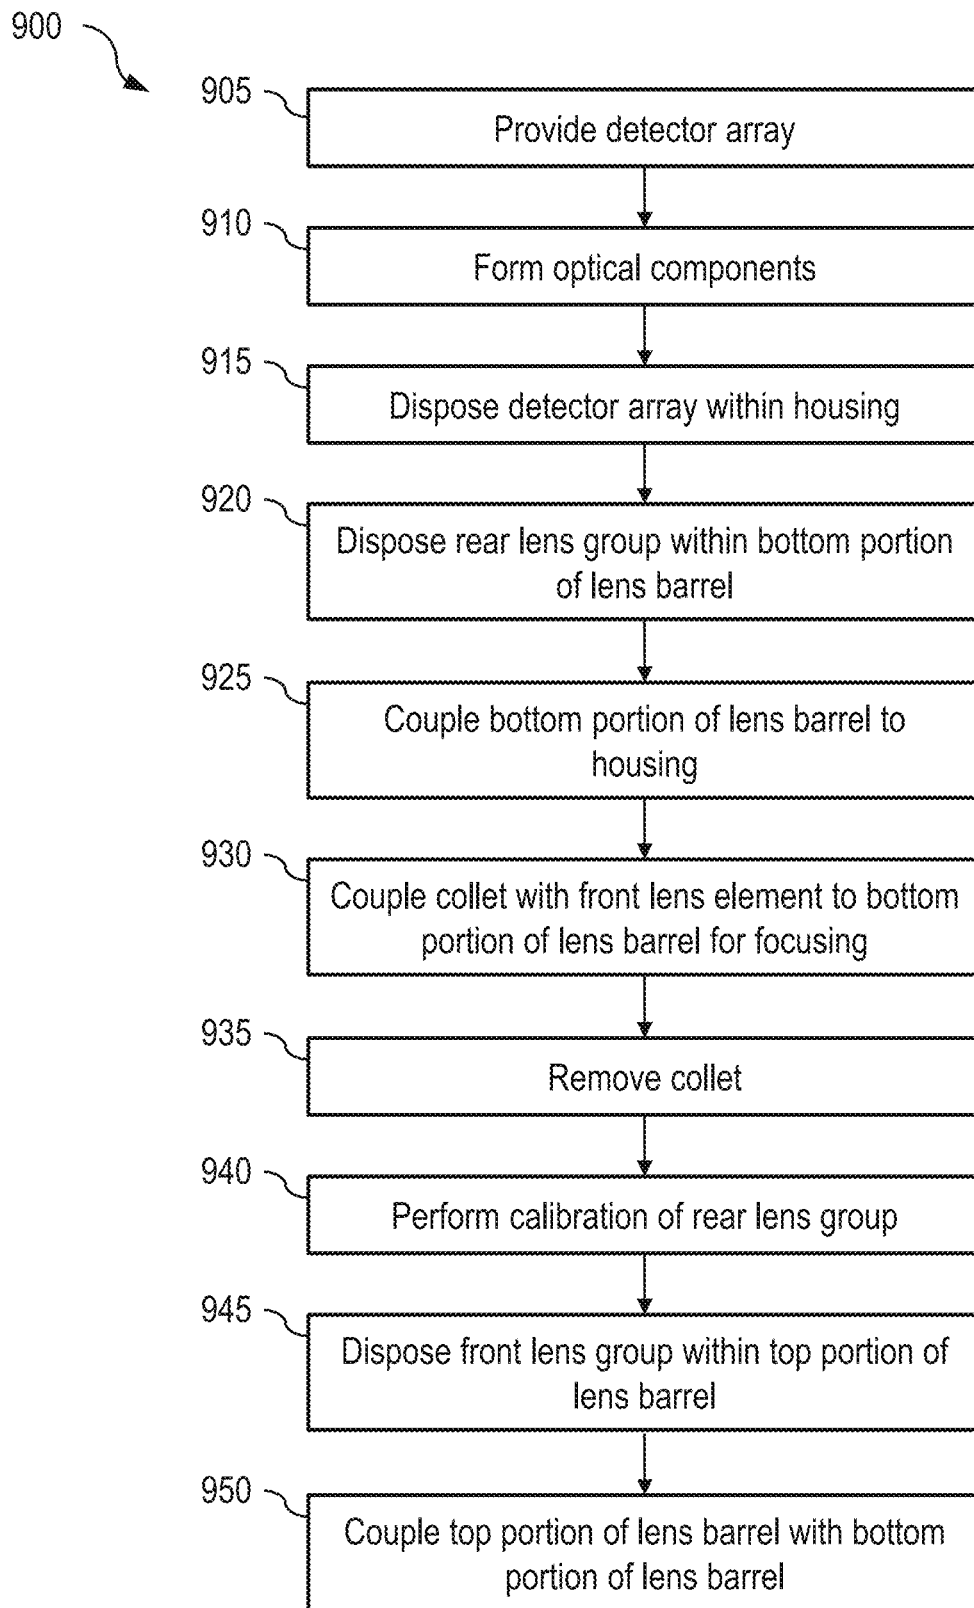 900
905
Provide detector array
910
Form optical components
915
Dispose detector array within housing
920
Dispose rear lens group within bottom portion
of lens barrel
925
Couple bottom portion of lens barrel to
housing
930
Couple collet with front lens element to bottom
portion of lens barrel for focusing
935
Remove collet
940
Perform calibration of rear lens group
945
Dispose front lens group within top portion of
lens barrel
950
Couple top portion of lens barrel with bottom
portion of lens barrel